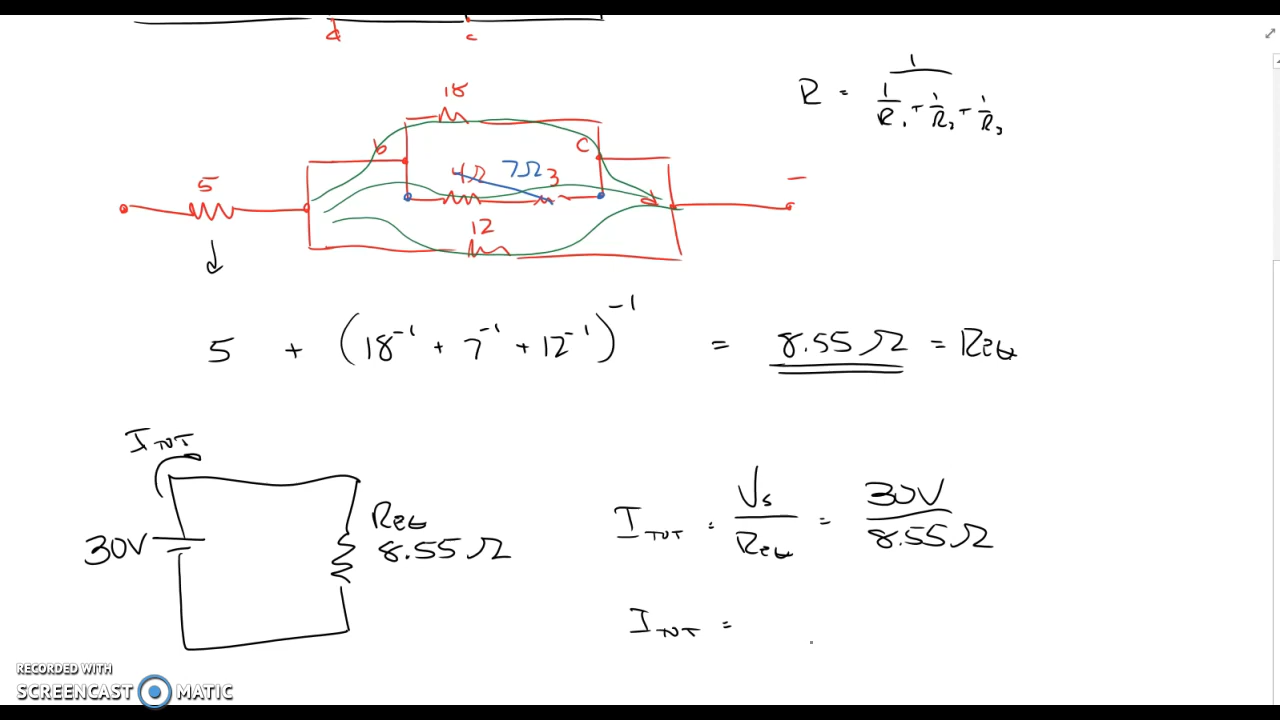 d c
18
R = 1 / (1/R₁ + 1/R₂ + 1/R₃)
b c
4Ω 7Ω 3
5 d
12
5 + (18⁻¹ + 7⁻¹ + 12⁻¹)⁻¹ = 8.55 Ω = REQ
ITOT
30V
REQ
8.55 Ω
ITOT = Vs / REQ = 30V / 8.55 Ω
ITOT =
RECORDED WITH
SCREENCAST MATIC